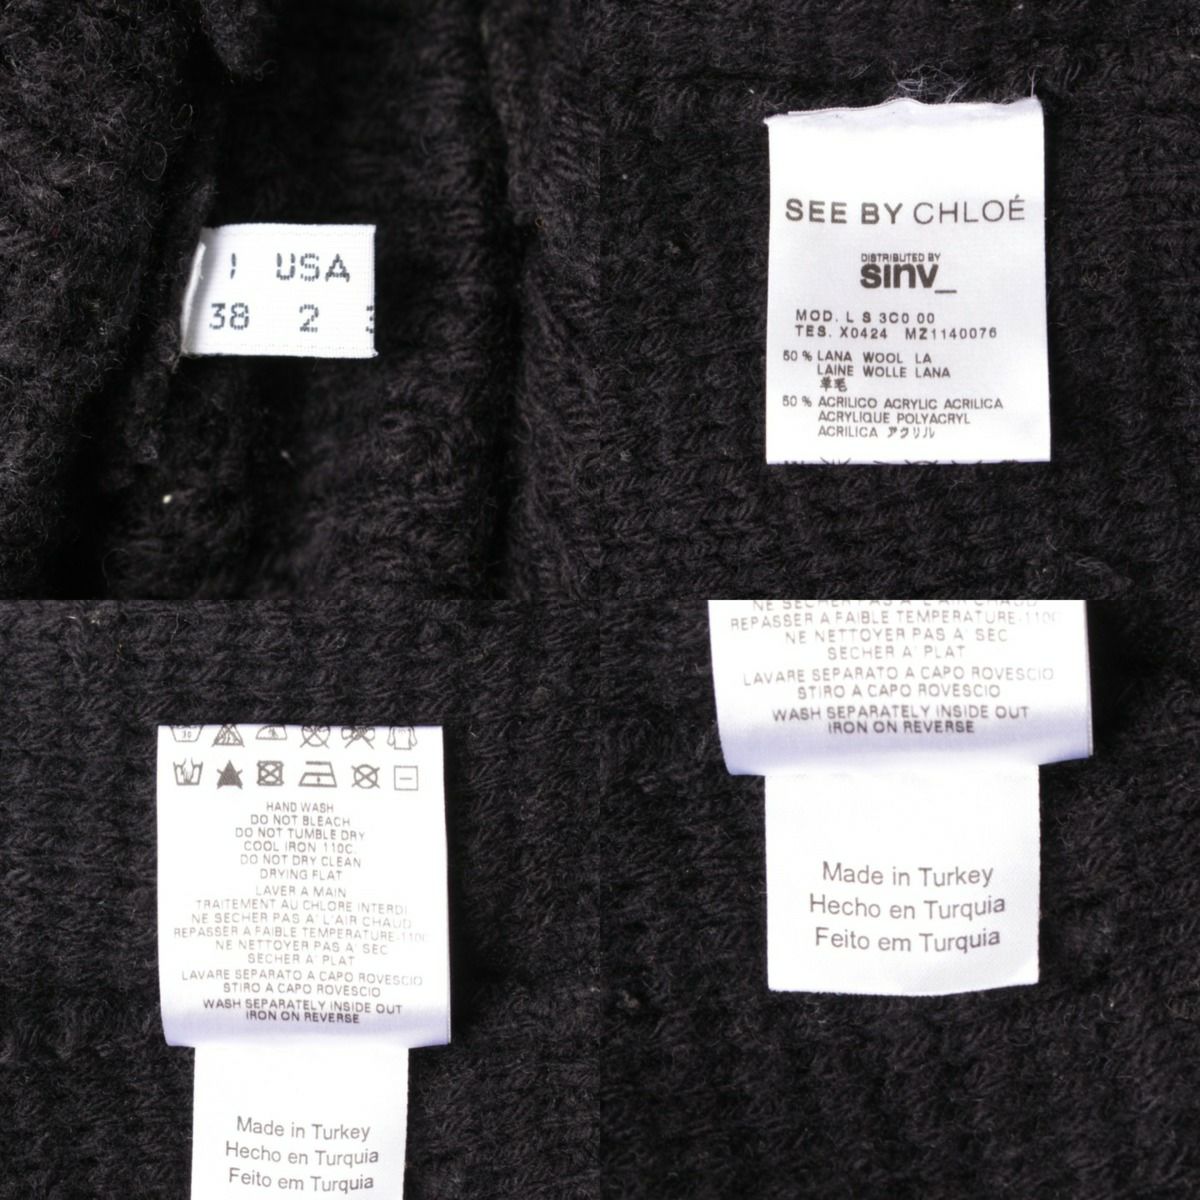 I USA
38 2
SEE BY CHLOÉ
DISTRIBUTED BY
sinv_
MOD. L S 3C0 00
TES. X0424 MZ1140076
50 % LANA WOOL LA
LAINE WOLLE LANA
羊毛
50 % ACRILICO ACRYLIC ACRILICA
ACRYLIQUE POLYACRYL
ACRILICA アクリル
30
HAND WASH
DO NOT BLEACH
DO NOT TUMBLE DRY
COOL IRON 110C.
DO NOT DRY CLEAN
DRYING FLAT
LAVER A MAIN
TRAITEMENT AU CHLORE INTERDI
NE SECHER PAS A' L'AIR CHAUD
REPASSER A FAIBLE TEMPERATURE-110C
NE NETTOYER PAS A' SEC
SECHER A' PLAT
LAVARE SEPARATO A CAPO ROVESCIO
STIRO A CAPO ROVESCIO
WASH SEPARATELY INSIDE OUT
IRON ON REVERSE
Made in Turkey
Hecho en Turquia
Feito em Turquia
NE SECHER PAS A' L'AIR CHAUD
REPASSER A FAIBLE TEMPERATURE-110C
NE NETTOYER PAS A' SEC
SECHER A' PLAT
LAVARE SEPARATO A CAPO ROVESCIO
STIRO A CAPO ROVESCIO
WASH SEPARATELY INSIDE OUT
IRON ON REVERSE
Made in Turkey
Hecho en Turquia
Feito em Turquia